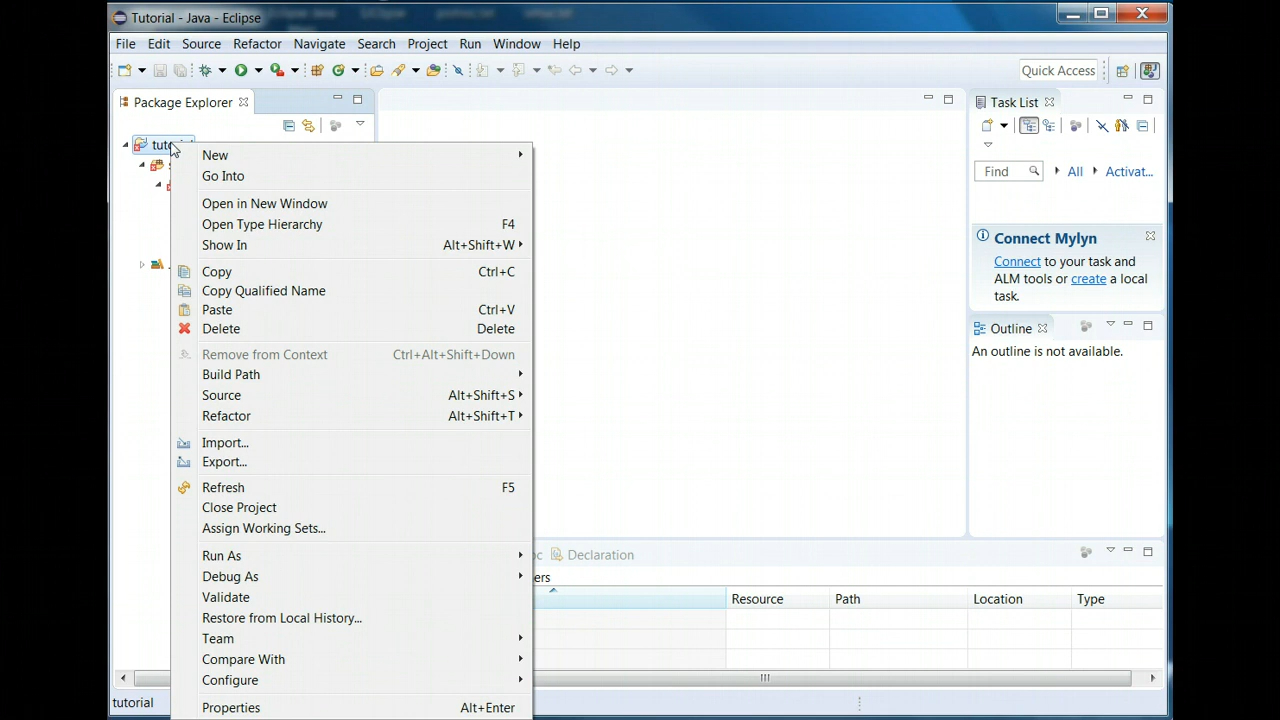 Tutorial - Java - Eclipse
File Edit Source Refactor Navigate Search Project Run Window Help
Quick Access
Package Explorer
Task List
Find All Activat...
Connect Mylyn
Connect to your task and
ALM tools or create a local
task.
Outline
An outline is not available.
New
Go Into
Open in New Window
Open Type Hierarchy F4
Show In Alt+Shift+W
Copy Ctrl+C
Copy Qualified Name
Paste Ctrl+V
Delete Delete
Remove from Context Ctrl+Alt+Shift+Down
Build Path
Source Alt+Shift+S
Refactor Alt+Shift+T
Import...
Export...
Refresh F5
Close Project
Assign Working Sets...
Run As
Debug As
Validate
Restore from Local History...
Team
Compare With
Configure
Properties Alt+Enter
Declaration
Resource Path Location Type
tutorial